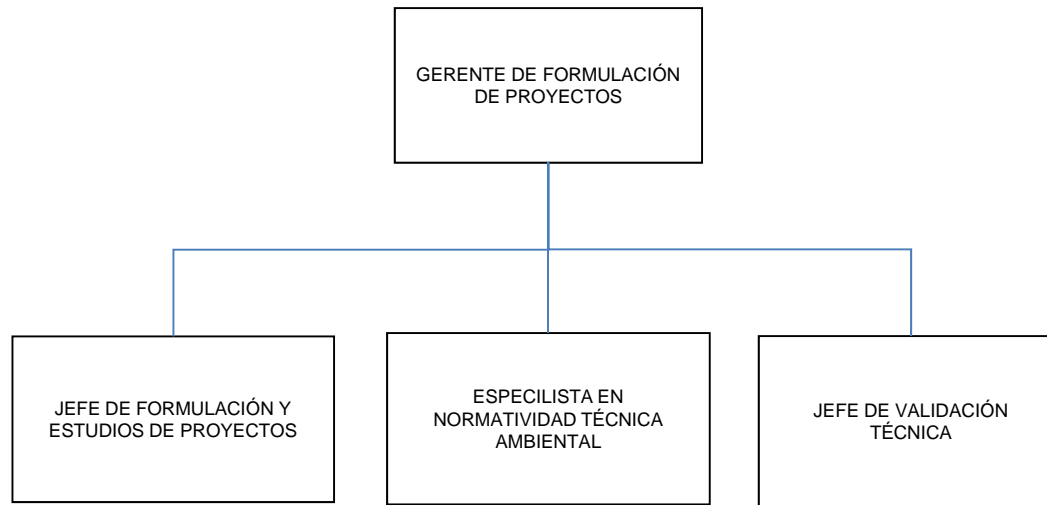 GERENTE DE FORMULACIÓN
DE PROYECTOS
JEFE DE FORMULACIÓN Y
ESTUDIOS DE PROYECTOS
ESPECILISTA EN
NORMATIVIDAD TÉCNICA
AMBIENTAL
JEFE DE VALIDACIÓN
TÉCNICA